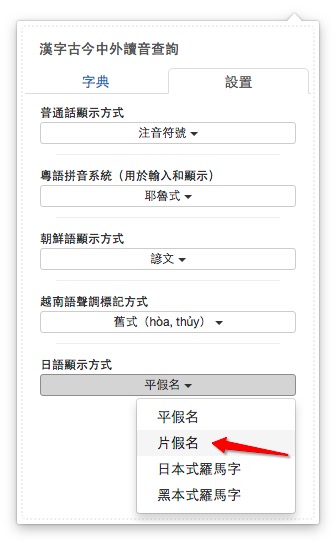 漢字古今中外讀音查詢
字典 設置
普通話顯示方式
注音符號
粵語拼音系統（用於輸入和顯示）
耶魯式
朝鮮語顯示方式
諺文
越南語聲調標記方式
舊式（hòa, thủy）
日語顯示方式
平假名
平假名
片假名
日本式羅馬字
黑本式羅馬字